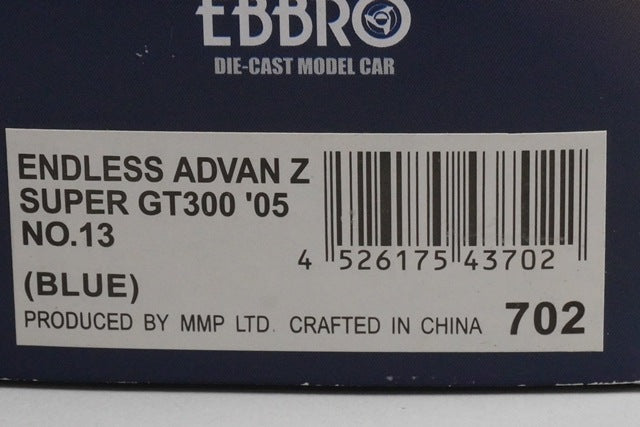 EBBRO
DIE-CAST MODEL CAR
ENDLESS ADVAN Z
SUPER GT300 '05
NO.13
(BLUE)
4 526175 43702
PRODUCED BY MMP LTD. CRAFTED IN CHINA 702